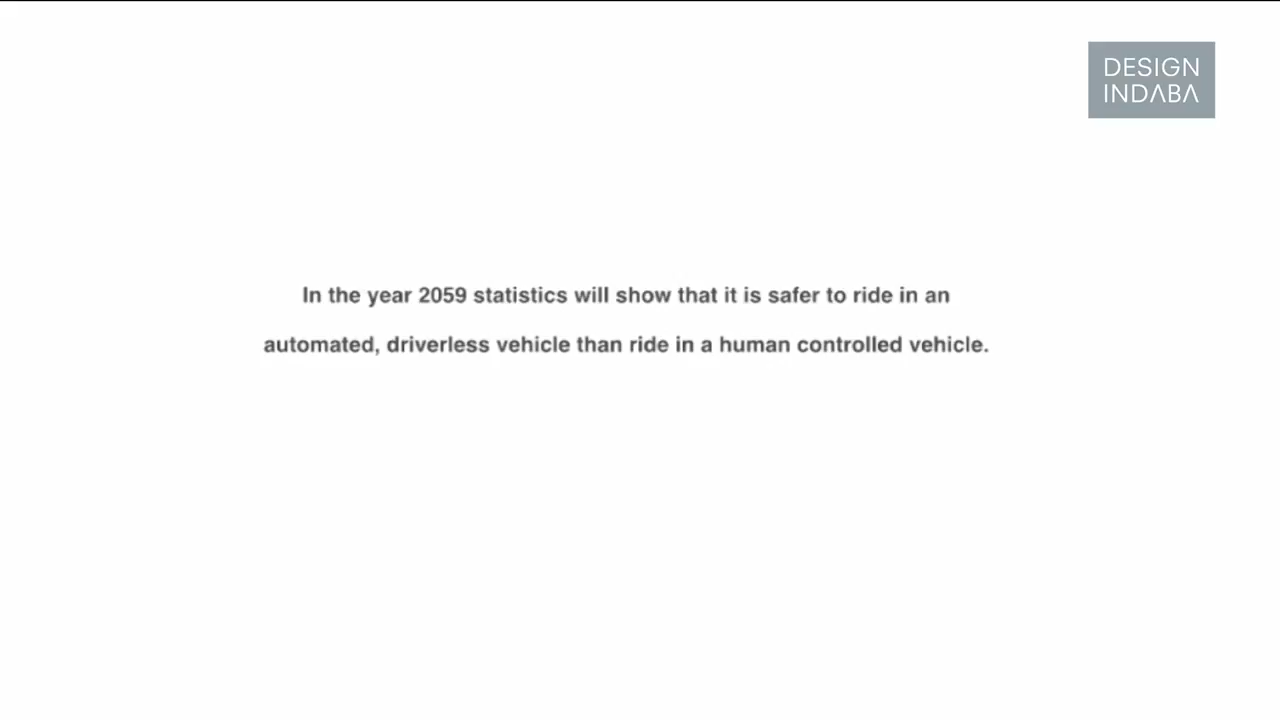 DESIGN
INDABA
In the year 2059 statistics will show that it is safer to ride in an
automated, driverless vehicle than ride in a human controlled vehicle.